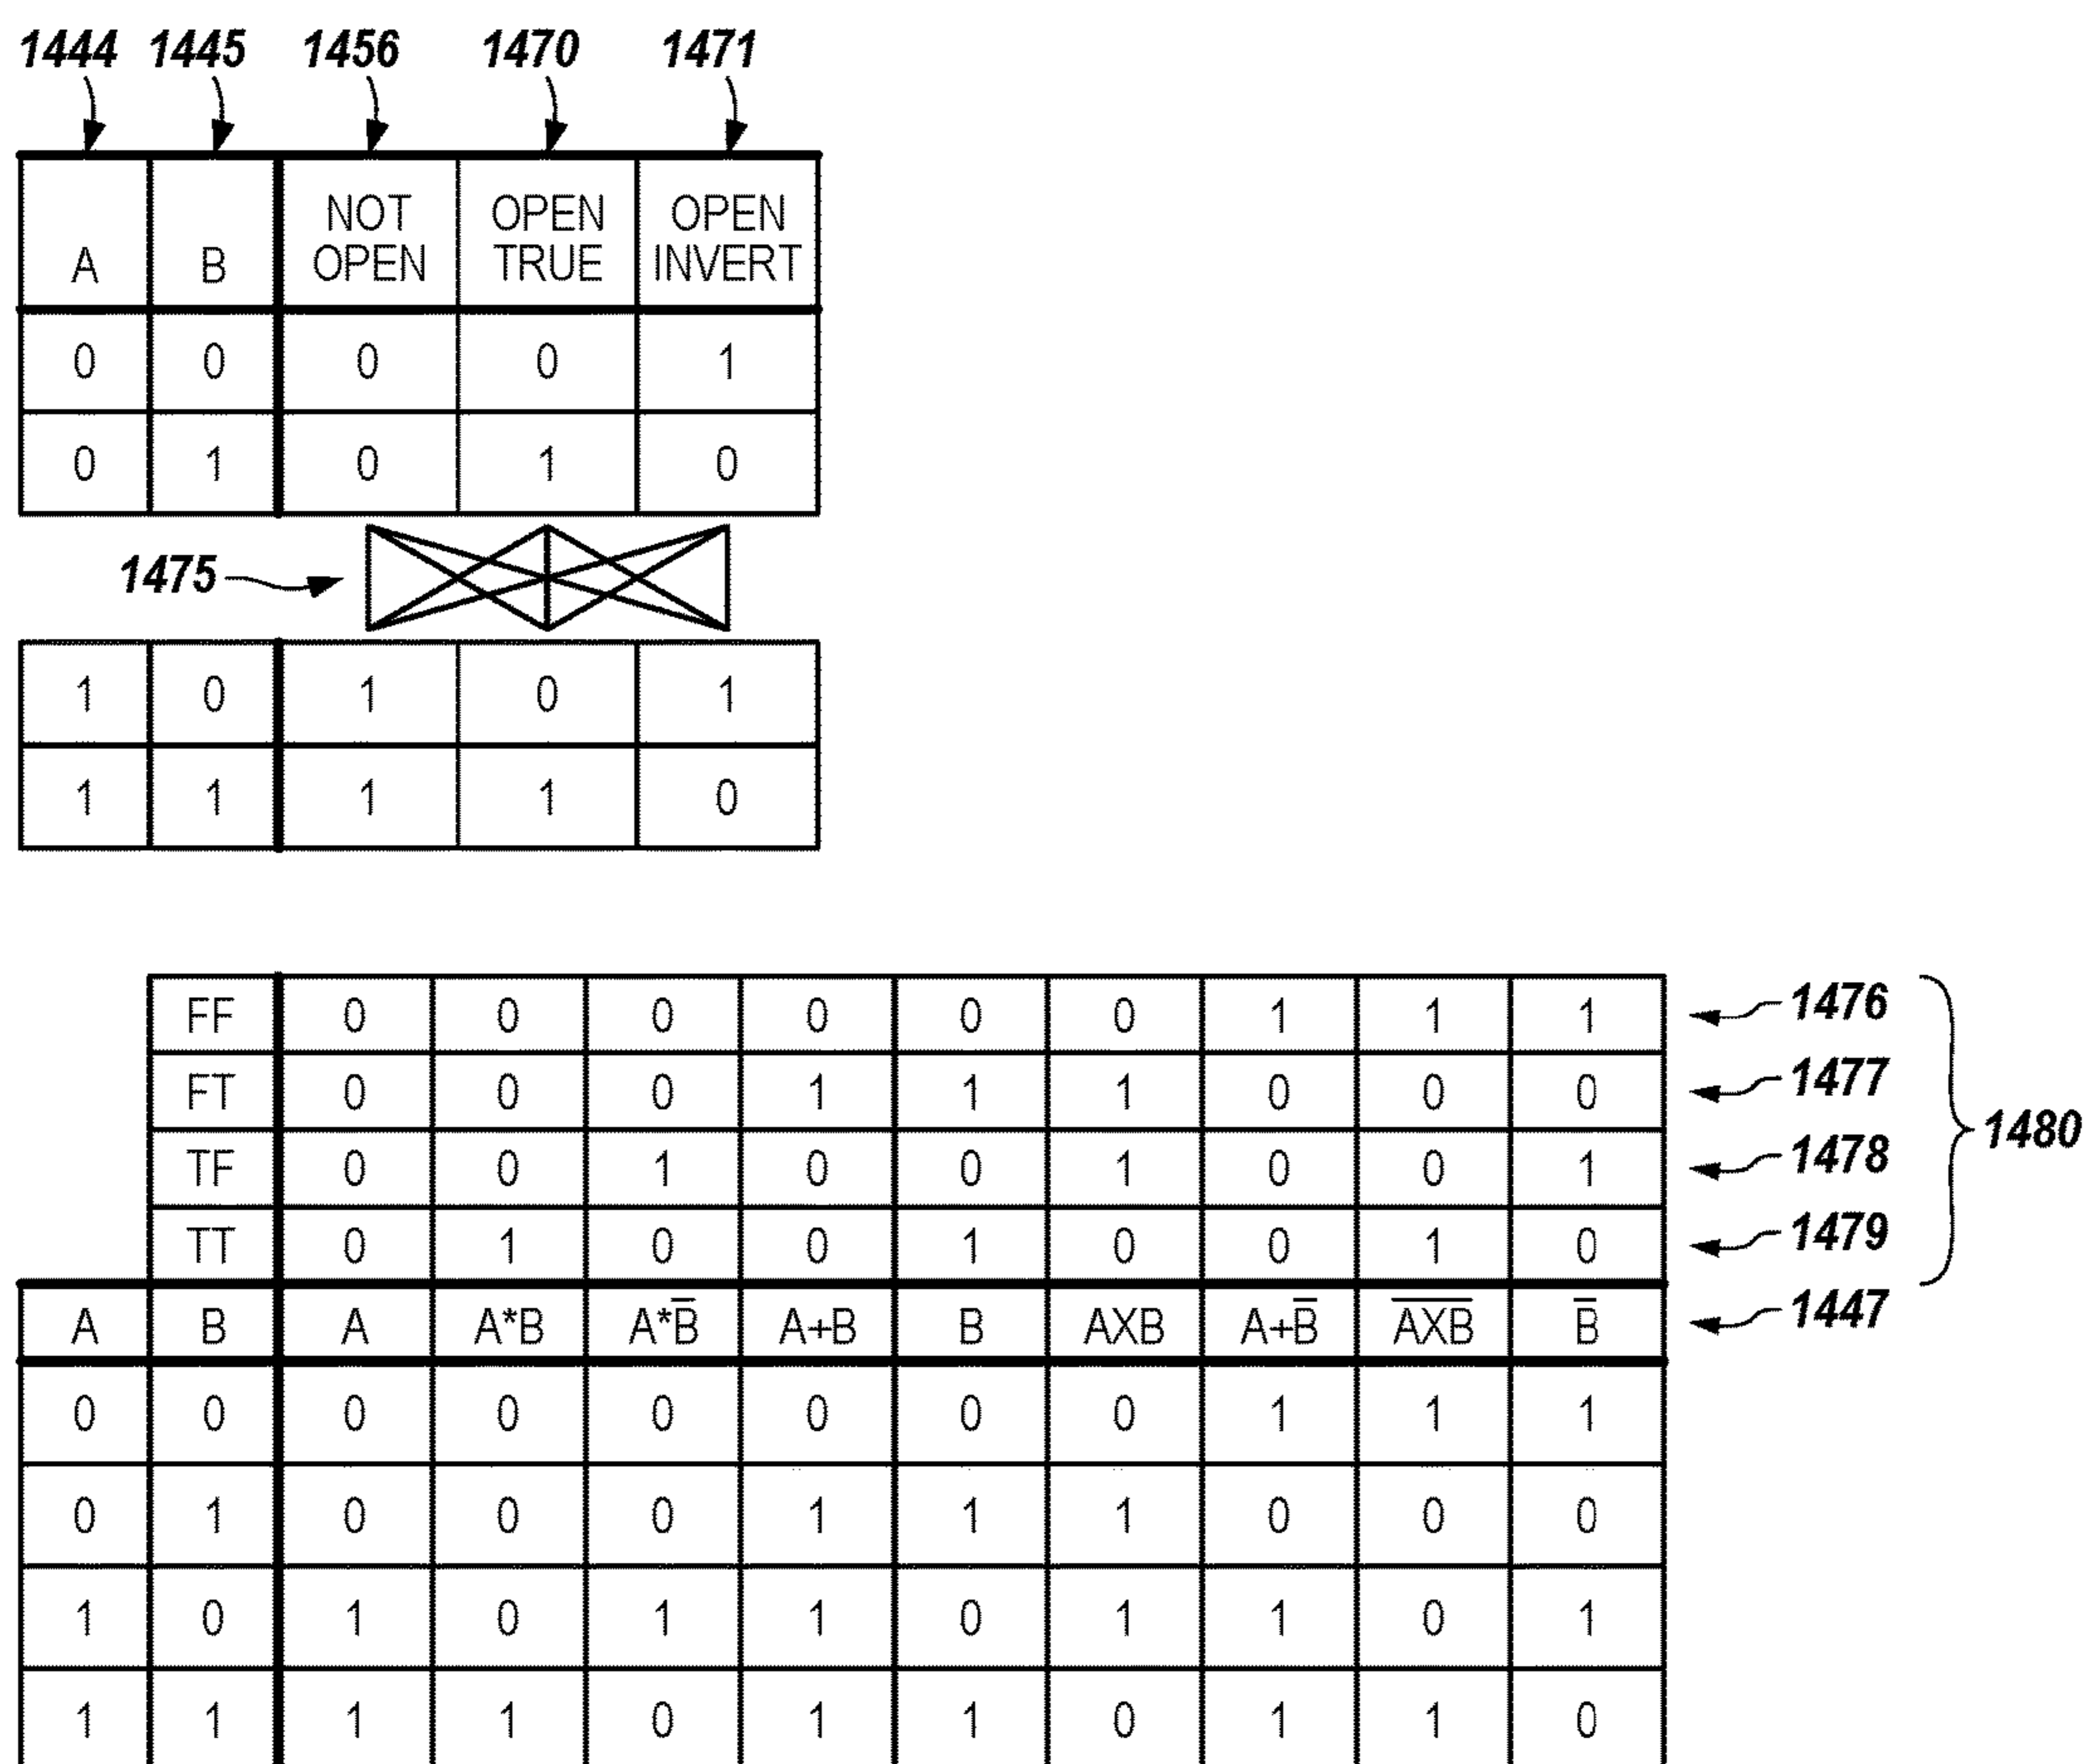 1444 1445 1456 1470 1471
A B NOT OPEN OPEN TRUE OPEN INVERT
0 0 0 0 1
0 1 0 1 0
1475
1 0 1 0 1
1 1 1 1 0
FF 0 0 0 0 0 0 1 1 1 1476
FT 0 0 0 1 1 1 0 0 0 1477
1480
TF 0 0 1 0 0 1 0 0 1 1478
TT 0 1 0 0 1 0 0 1 0 1479
A B A A*B A*B̅ A+B B AXB A+B̅ A̅X̅B̅ B̅ 1447
0 0 0 0 0 0 0 0 1 1 1
0 1 0 0 0 1 1 1 0 0 0
1 0 1 0 1 1 0 1 1 0 1
1 1 1 1 0 1 1 0 1 1 0